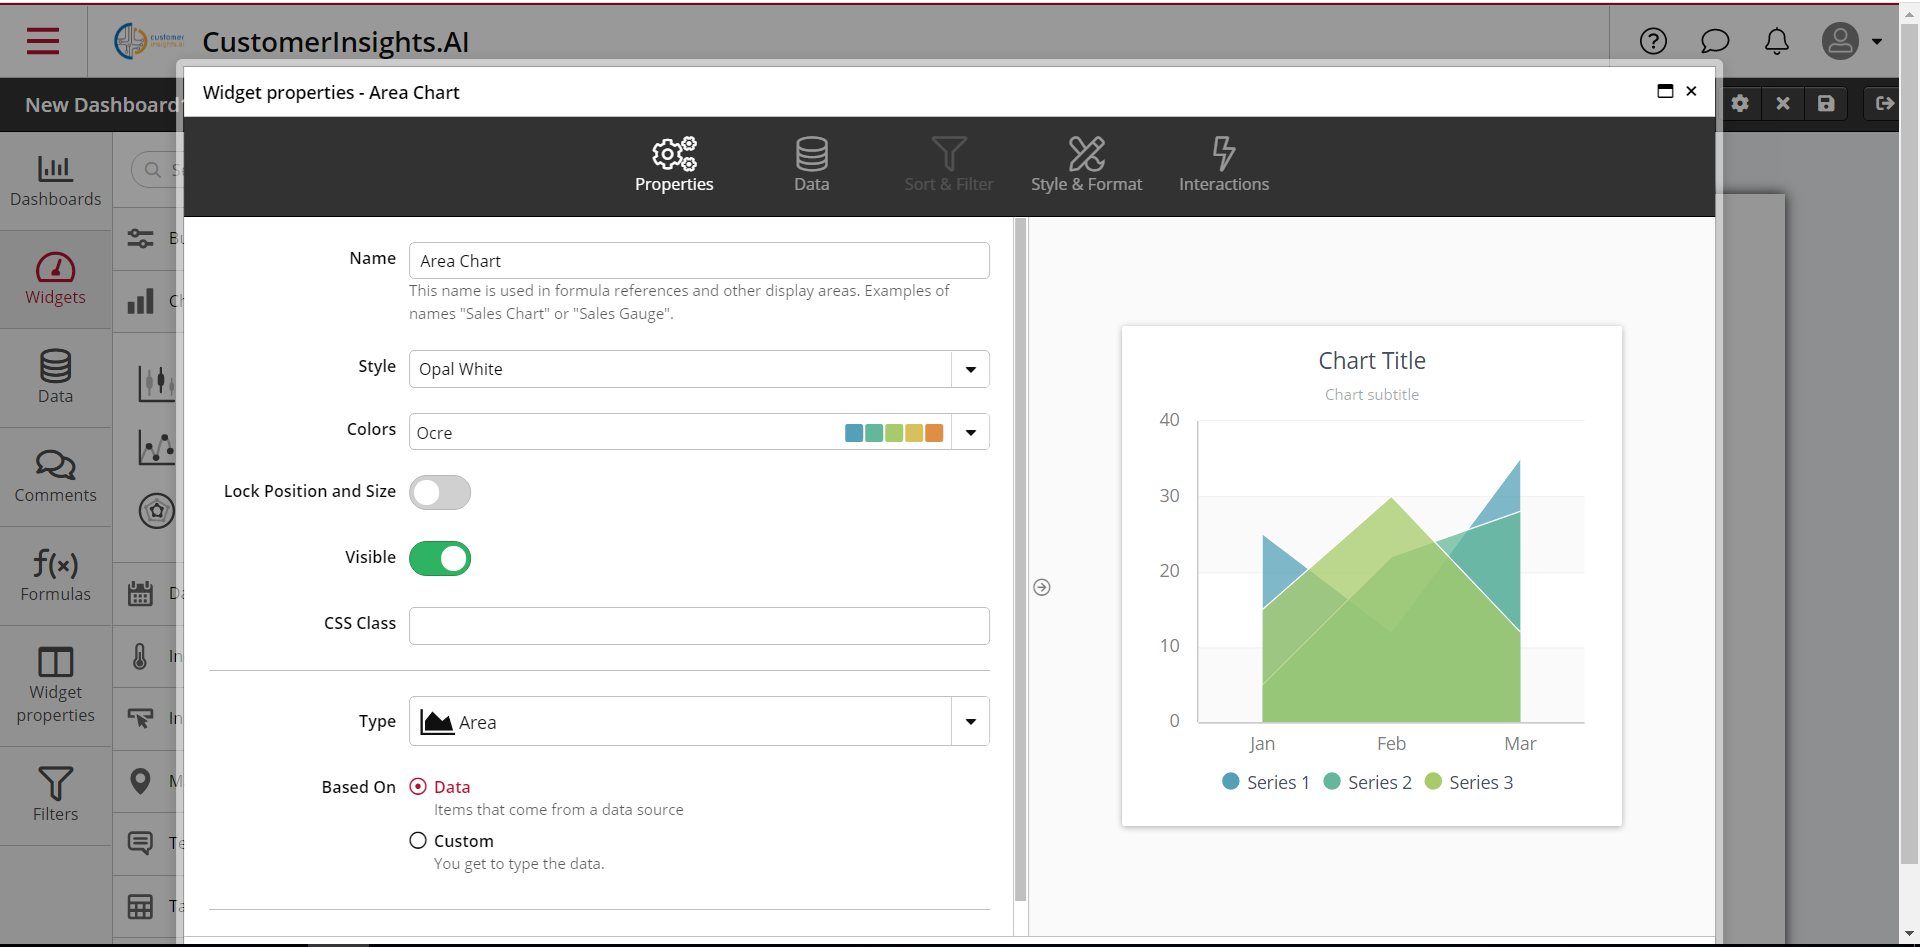 customer
insights.ai
CustomerInsights.AI
New Dashboard
Widget properties - Area Chart
Properties
Data
Sort & Filter
Style & Format
Interactions
Dashboards
Widgets
Data
Comments
Formulas
Widget
properties
Filters
Name
Area Chart
This name is used in formula references and other display areas. Examples of
names "Sales Chart" or "Sales Gauge".
Style
Opal White
Colors
Ocre
Lock Position and Size
Visible
CSS Class
Type
Area
Based On
Data
Items that come from a data source
Custom
You get to type the data.
Chart Title
Chart subtitle
40
30
20
10
0
Jan
Feb
Mar
Series 1
Series 2
Series 3